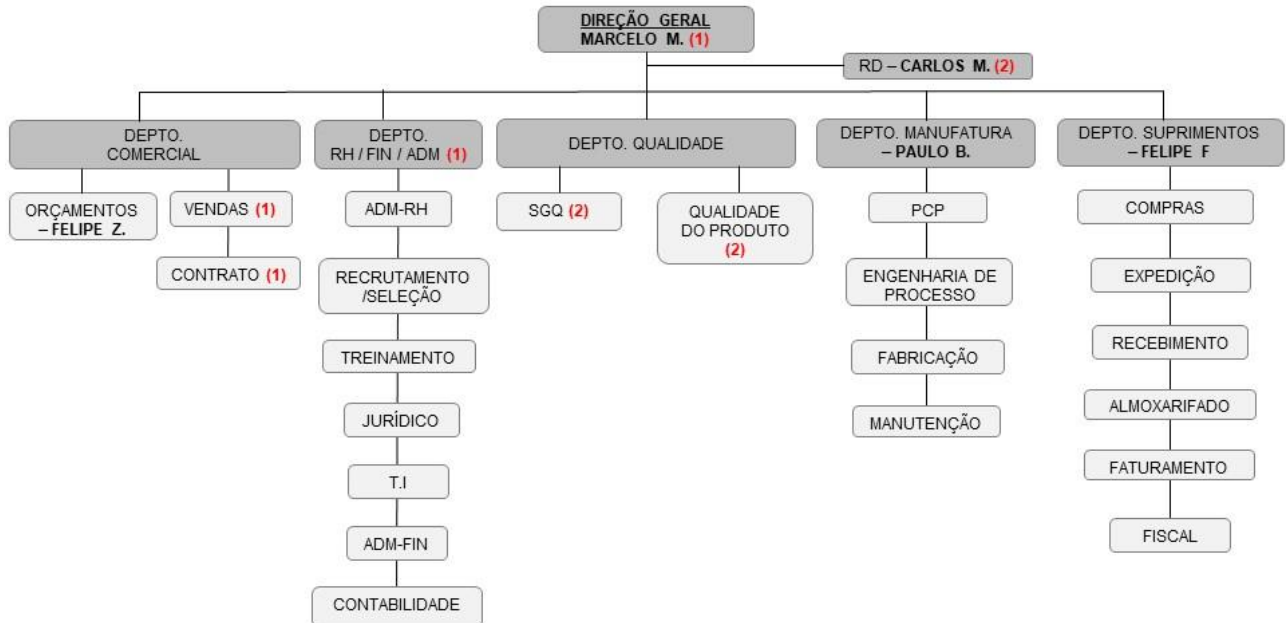 DIREÇÃO GERAL
MARCELO M. (1)
RD – CARLOS M. (2)
DEPTO.
COMERCIAL
ORÇAMENTOS
– FELIPE Z.
VENDAS (1)
CONTRATO (1)
DEPTO.
RH / FIN / ADM (1)
ADM-RH
RECRUTAMENTO
/SELEÇÃO
TREINAMENTO
JURÍDICO
T.I
ADM-FIN
CONTABILIDADE
DEPTO. QUALIDADE
SGQ (2)
QUALIDADE
DO PRODUTO
(2)
DEPTO. MANUFATURA
– PAULO B.
PCP
ENGENHARIA DE
PROCESSO
FABRICAÇÃO
MANUTENÇÃO
DEPTO. SUPRIMENTOS
– FELIPE F
COMPRAS
EXPEDIÇÃO
RECEBIMENTO
ALMOXARIFADO
FATURAMENTO
FISCAL